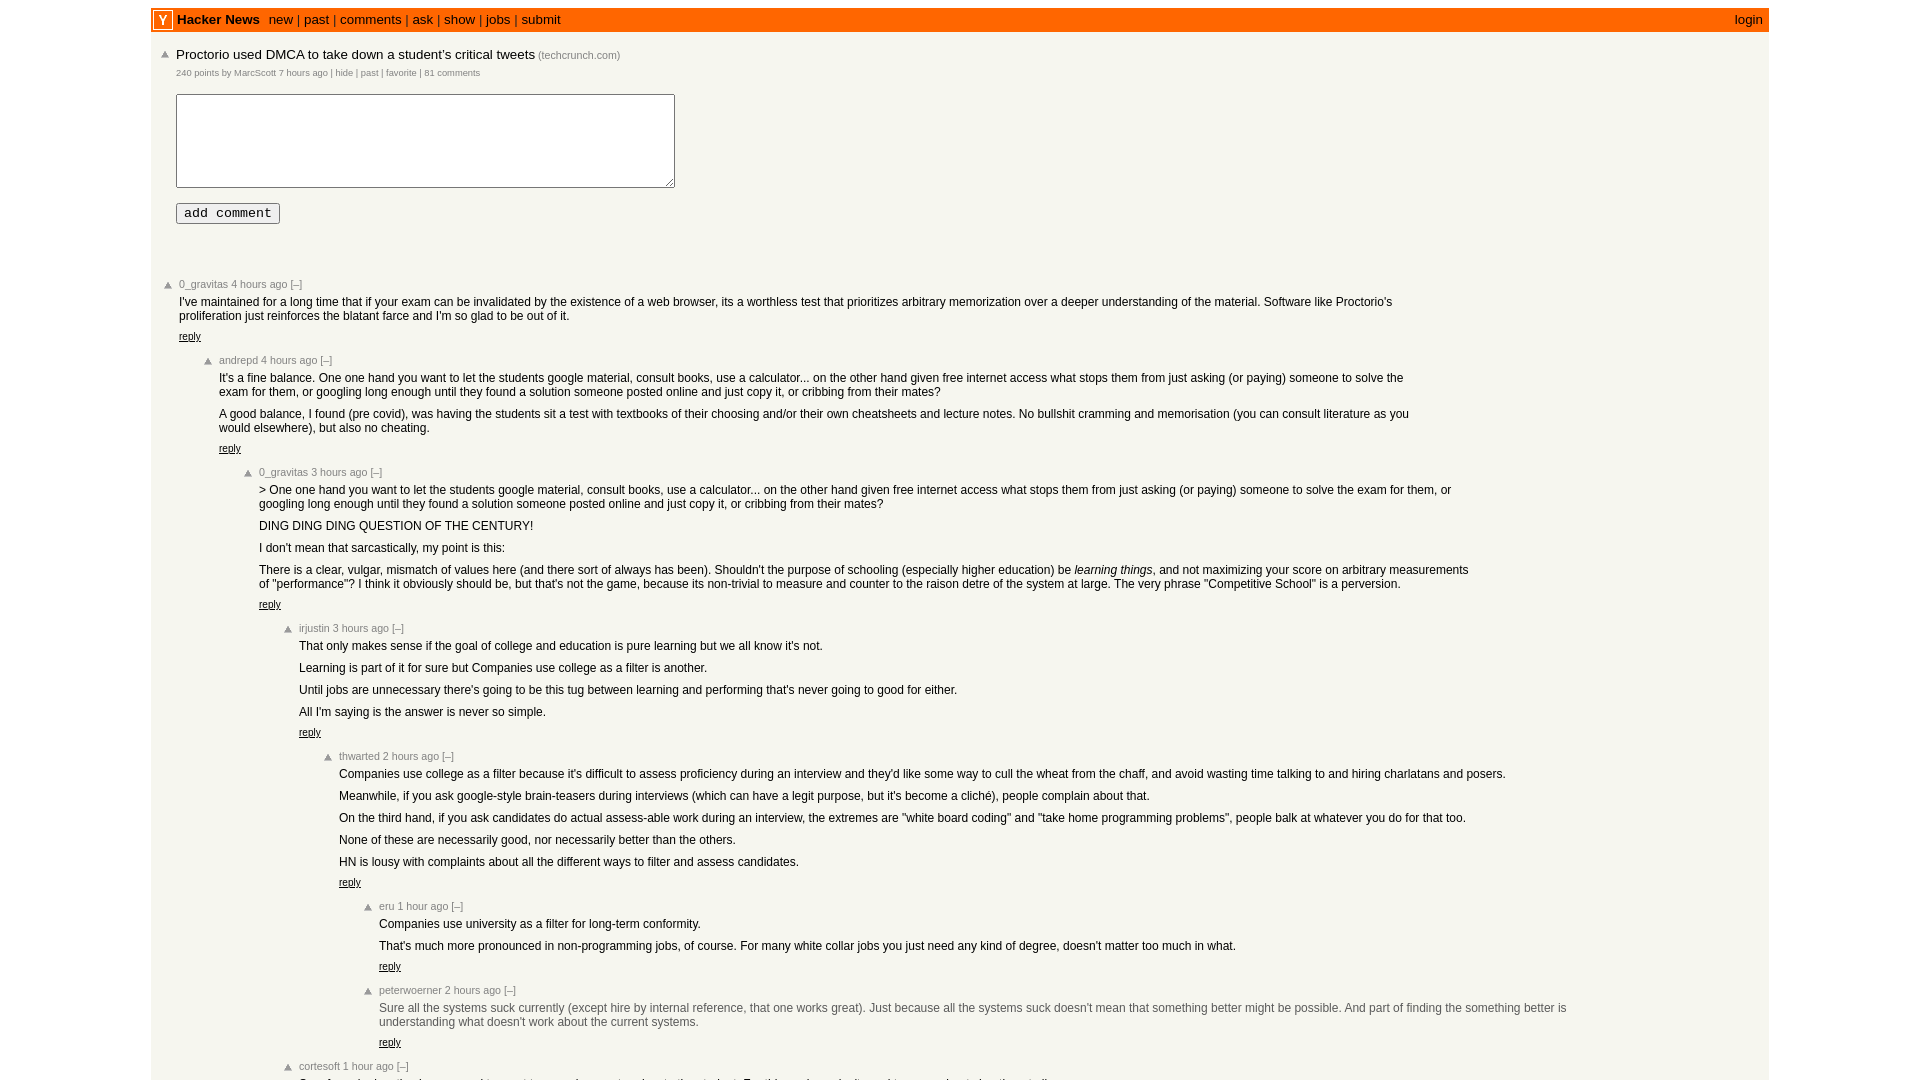 Y Hacker News new | past | comments | ask | show | jobs | submit login
Proctorio used DMCA to take down a student’s critical tweets (techcrunch.com)
240 points by MarcScott 7 hours ago | hide | past | favorite | 81 comments
add comment
0_gravitas 4 hours ago [–]
I've maintained for a long time that if your exam can be invalidated by the existence of a web browser, its a worthless test that prioritizes arbitrary memorization over a deeper understanding of the material. Software like Proctorio's
proliferation just reinforces the blatant farce and I'm so glad to be out of it.
reply
andrepd 4 hours ago [–]
It's a fine balance. One one hand you want to let the students google material, consult books, use a calculator... on the other hand given free internet access what stops them from just asking (or paying) someone to solve the
exam for them, or googling long enough until they found a solution someone posted online and just copy it, or cribbing from their mates?
A good balance, I found (pre covid), was having the students sit a test with textbooks of their choosing and/or their own cheatsheets and lecture notes. No bullshit cramming and memorisation (you can consult literature as you
would elsewhere), but also no cheating.
reply
0_gravitas 3 hours ago [–]
> One one hand you want to let the students google material, consult books, use a calculator... on the other hand given free internet access what stops them from just asking (or paying) someone to solve the exam for them, or
googling long enough until they found a solution someone posted online and just copy it, or cribbing from their mates?
DING DING DING QUESTION OF THE CENTURY!
I don't mean that sarcastically, my point is this:
There is a clear, vulgar, mismatch of values here (and there sort of always has been). Shouldn't the purpose of schooling (especially higher education) be learning things, and not maximizing your score on arbitrary measurements
of "performance"? I think it obviously should be, but that's not the game, because its non-trivial to measure and counter to the raison detre of the system at large. The very phrase "Competitive School" is a perversion.
reply
irjustin 3 hours ago [–]
That only makes sense if the goal of college and education is pure learning but we all know it's not.
Learning is part of it for sure but Companies use college as a filter is another.
Until jobs are unnecessary there's going to be this tug between learning and performing that's never going to good for either.
All I'm saying is the answer is never so simple.
reply
thwarted 2 hours ago [–]
Companies use college as a filter because it's difficult to assess proficiency during an interview and they'd like some way to cull the wheat from the chaff, and avoid wasting time talking to and hiring charlatans and posers.
Meanwhile, if you ask google-style brain-teasers during interviews (which can have a legit purpose, but it's become a cliché), people complain about that.
On the third hand, if you ask candidates do actual assess-able work during an interview, the extremes are "white board coding" and "take home programming problems", people balk at whatever you do for that too.
None of these are necessarily good, nor necessarily better than the others.
HN is lousy with complaints about all the different ways to filter and assess candidates.
reply
eru 1 hour ago [–]
Companies use university as a filter for long-term conformity.
That's much more pronounced in non-programming jobs, of course. For many white collar jobs you just need any kind of degree, doesn't matter too much in what.
reply
peterwoerner 2 hours ago [–]
Sure all the systems suck currently (except hire by internal reference, that one works great). Just because all the systems suck doesn't mean that something better might be possible. And part of finding the something better is
understanding what doesn't work about the current systems.
reply
cortesoft 1 hour ago [–]